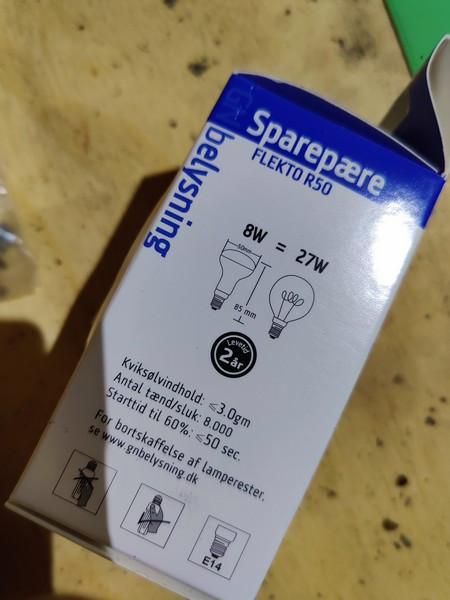 Sparepære
FLEKTO R50
belysning
8W = 27W
50mm
85 mm
Levetid
2 år
Kviksølvindhold: ≤3.0gm
Antal tænd/sluk: 8.000
Starttid til 60%: ≤50 sec.
For bortskaffelse af lamperester,
se www.gnbelysning.dk
E14